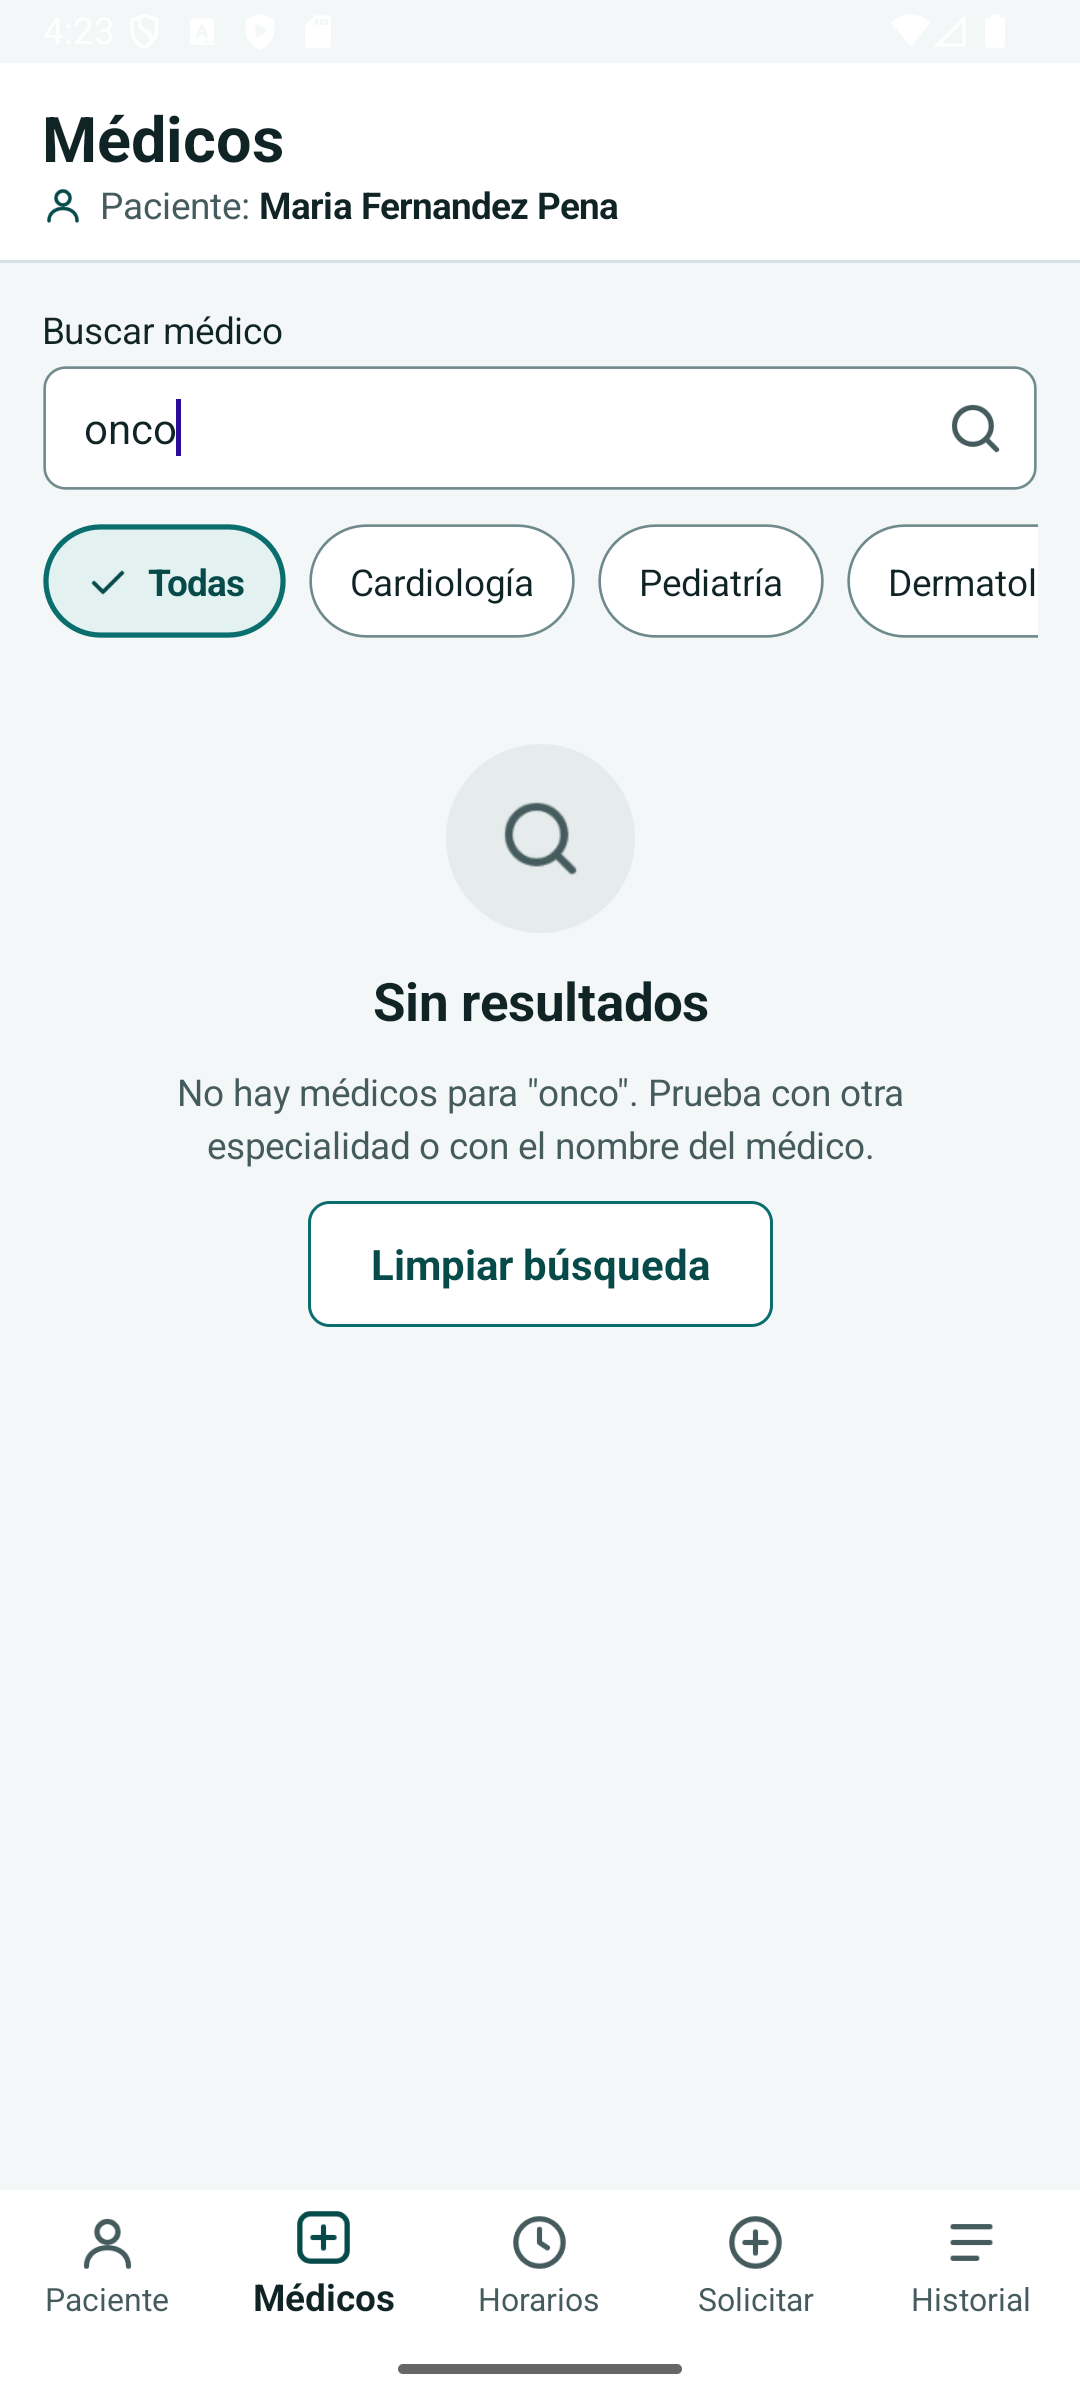 4:23
Médicos
Paciente: Maria Fernandez Pena
Buscar médico
onco
Todas Cardiología Pediatría Dermatol
Sin resultados
No hay médicos para "onco". Prueba con otra
especialidad o con el nombre del médico.
Limpiar búsqueda
Paciente Médicos Horarios Solicitar Historial